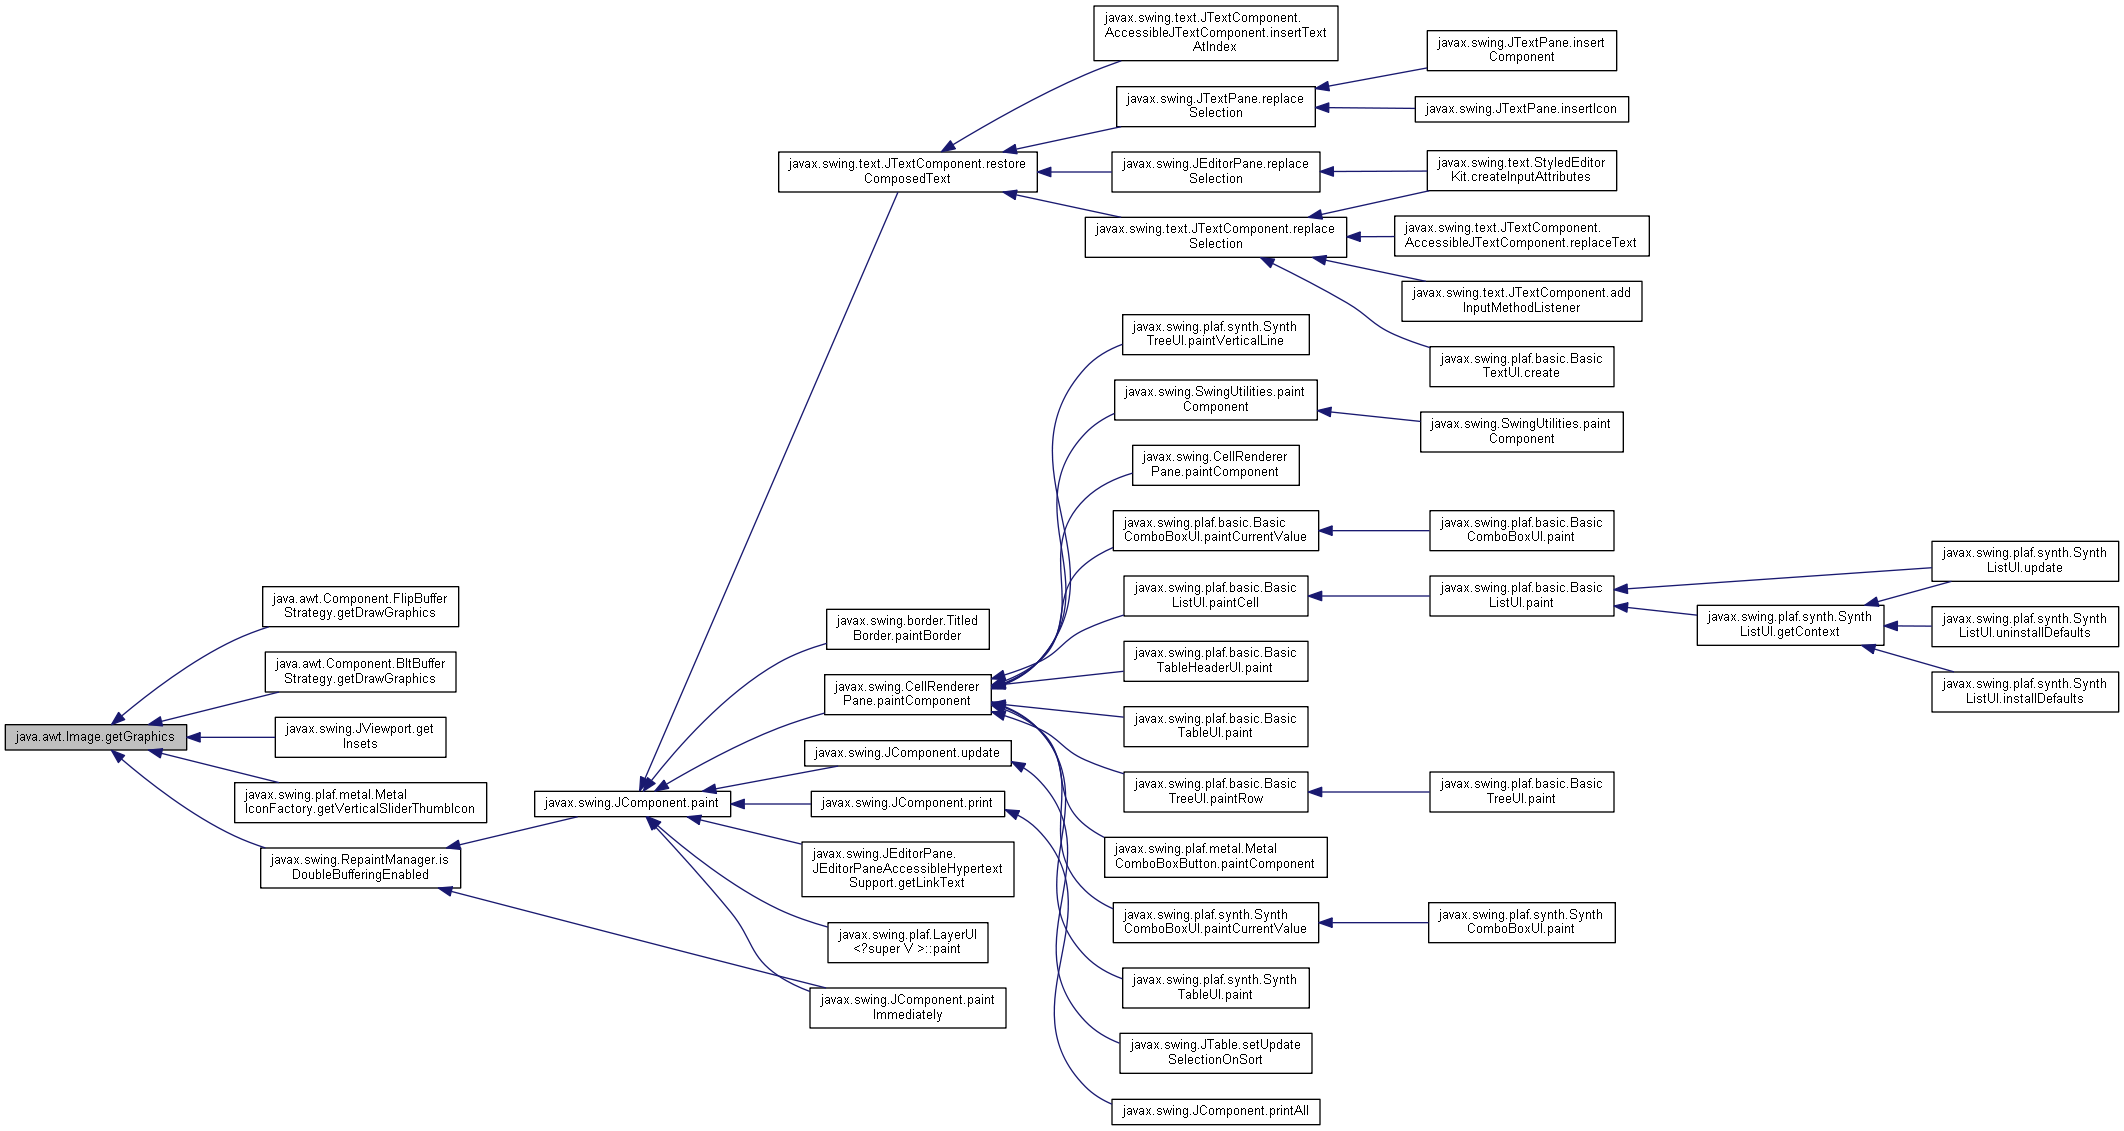 java.awt.Image.getGraphics
java.awt.Component.FlipBuffer
Strategy.getDrawGraphics
java.awt.Component.BltBuffer
Strategy.getDrawGraphics
javax.swing.JViewport.get
Insets
javax.swing.plaf.metal.Metal
IconFactory.getVerticalSliderThumbIcon
javax.swing.RepaintManager.is
DoubleBufferingEnabled
javax.swing.JComponent.paint
javax.swing.text.JTextComponent.restore
ComposedText
javax.swing.border.Titled
Border.paintBorder
javax.swing.CellRenderer
Pane.paintComponent
javax.swing.JComponent.update
javax.swing.JComponent.print
javax.swing.JEditorPane.
JEditorPaneAccessibleHypertext
Support.getLinkText
javax.swing.plaf.LayerUI
<?super V >::paint
javax.swing.JComponent.paint
Immediately
javax.swing.text.JTextComponent.
AccessibleJTextComponent.insertText
AtIndex
javax.swing.JTextPane.replace
Selection
javax.swing.JEditorPane.replace
Selection
javax.swing.text.JTextComponent.replace
Selection
javax.swing.plaf.synth.Synth
TreeUI.paintVerticalLine
javax.swing.SwingUtilities.paint
Component
javax.swing.CellRenderer
Pane.paintComponent
javax.swing.plaf.basic.Basic
ComboBoxUI.paintCurrentValue
javax.swing.plaf.basic.Basic
ListUI.paintCell
javax.swing.plaf.basic.Basic
TableHeaderUI.paint
javax.swing.plaf.basic.Basic
TableUI.paint
javax.swing.plaf.basic.Basic
TreeUI.paintRow
javax.swing.plaf.metal.Metal
ComboBoxButton.paintComponent
javax.swing.plaf.synth.Synth
ComboBoxUI.paintCurrentValue
javax.swing.plaf.synth.Synth
TableUI.paint
javax.swing.JTable.setUpdate
SelectionOnSort
javax.swing.JComponent.printAll
javax.swing.JTextPane.insert
Component
javax.swing.JTextPane.insertIcon
javax.swing.text.StyledEditor
Kit.createInputAttributes
javax.swing.text.JTextComponent.
AccessibleJTextComponent.replaceText
javax.swing.text.JTextComponent.add
InputMethodListener
javax.swing.plaf.basic.Basic
TextUI.create
javax.swing.SwingUtilities.paint
Component
javax.swing.plaf.basic.Basic
ComboBoxUI.paint
javax.swing.plaf.basic.Basic
ListUI.paint
javax.swing.plaf.basic.Basic
TreeUI.paint
javax.swing.plaf.synth.Synth
ComboBoxUI.paint
javax.swing.plaf.synth.Synth
ListUI.getContext
javax.swing.plaf.synth.Synth
ListUI.update
javax.swing.plaf.synth.Synth
ListUI.uninstallDefaults
javax.swing.plaf.synth.Synth
ListUI.installDefaults